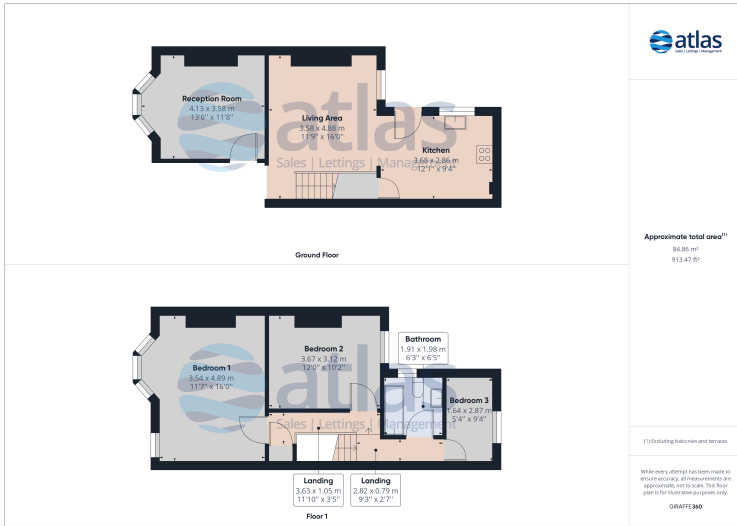 atlas
Sales | Lettings | Management
Reception Room
4.13 x 3.58 m
13'6" x 11'8"
Living Area
3.58 x 4.88 m
11'9" x 16'0"
Kitchen
3.68 x 2.86 m
12'1" x 9'4"
atlas
Sales | Lettings | Management
Ground Floor
Approximate total area(1)
84.86 m²
913.47 ft²
Bedroom 1
3.54 x 4.89 m
11'7" x 16'0"
Bedroom 2
3.67 x 3.12 m
12'0" x 10'2"
Bathroom
1.91 x 1.98 m
6'3" x 6'5"
Bedroom 3
1.64 x 2.87 m
5'4" x 9'4"
atlas
Sales | Lettings | Management
Landing
3.63 x 1.05 m
11'10" x 3'5"
Landing
2.82 x 0.79 m
9'3" x 2'7"
Floor 1
(1) Excluding balconies and terraces
While every attempt has been made to
ensure accuracy, all measurements are
approximate, not to scale. This floor
plan is for illustrative purposes only.
GIRAFFE360